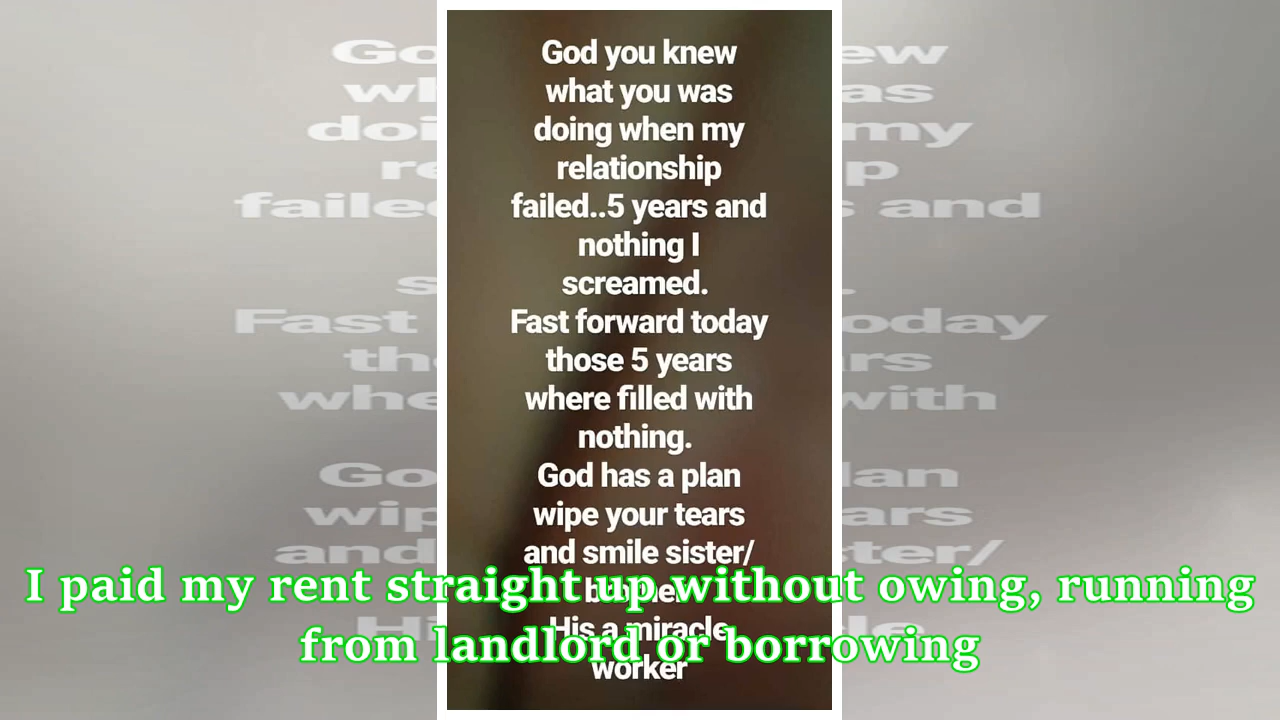 God you knew
what you was
doing when my
relationship
failed..5 years and
nothing I
screamed.
Fast forward today
those 5 years
where filled with
nothing.
God has a plan
wipe your tears
and smile sister/
His a miracle
worker
I paid my rent straight up without owing, running
from landlord or borrowing